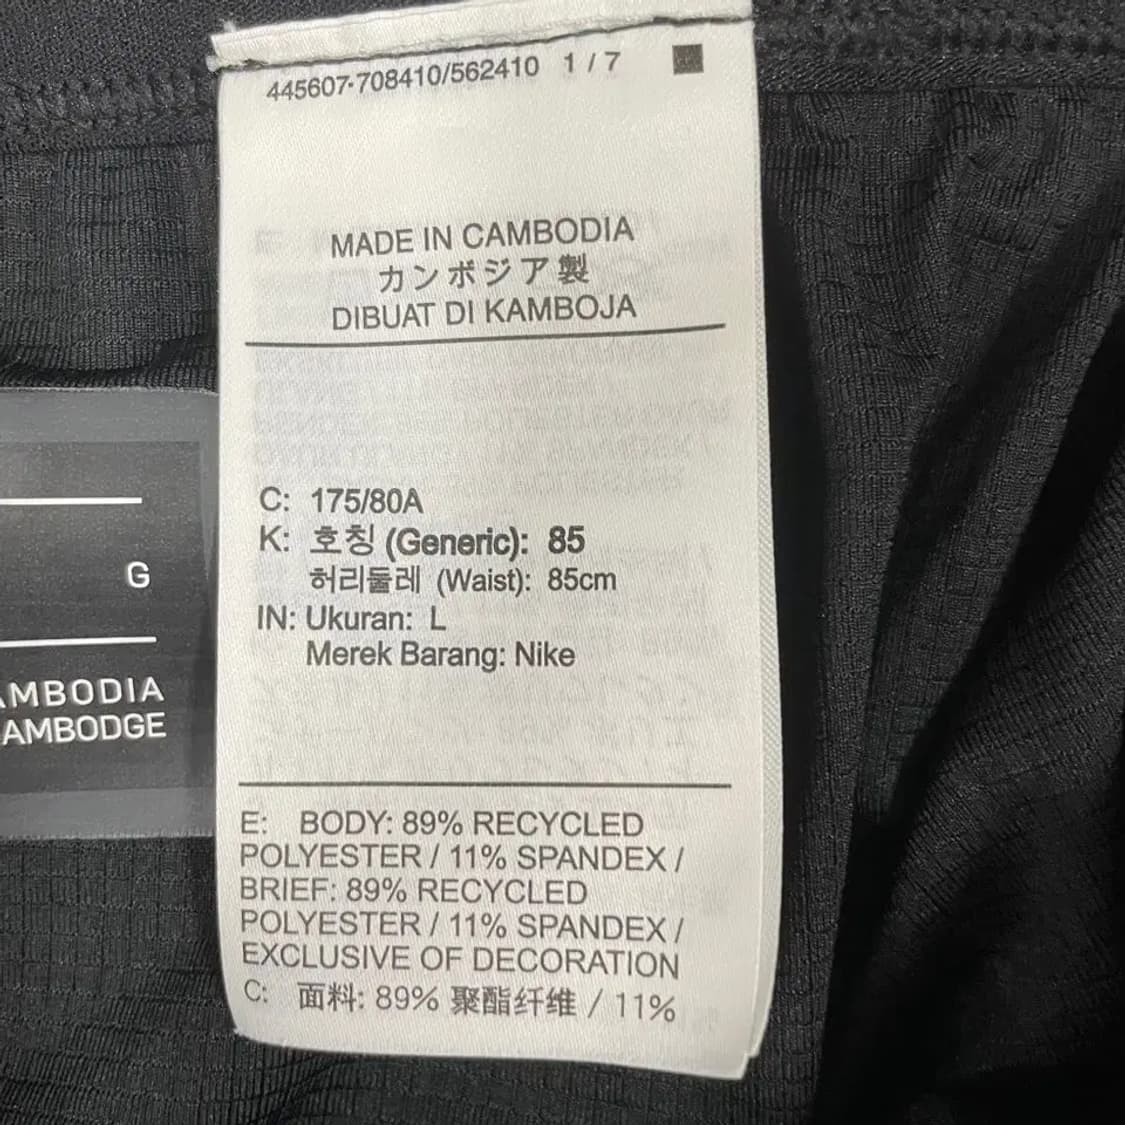 445607-708410/562410 1 / 7
MADE IN CAMBODIA
カンボジア製
DIBUAT DI KAMBOJA
C: 175/80A
K: 호칭 (Generic): 85
허리둘레 (Waist): 85cm
IN: Ukuran: L
Merek Barang: Nike
E: BODY: 89% RECYCLED
POLYESTER / 11% SPANDEX /
BRIEF: 89% RECYCLED
POLYESTER / 11% SPANDEX /
EXCLUSIVE OF DECORATION
C: 面料: 89% 聚酯纤维 / 11%
G
AMBODIA
AMBODGE